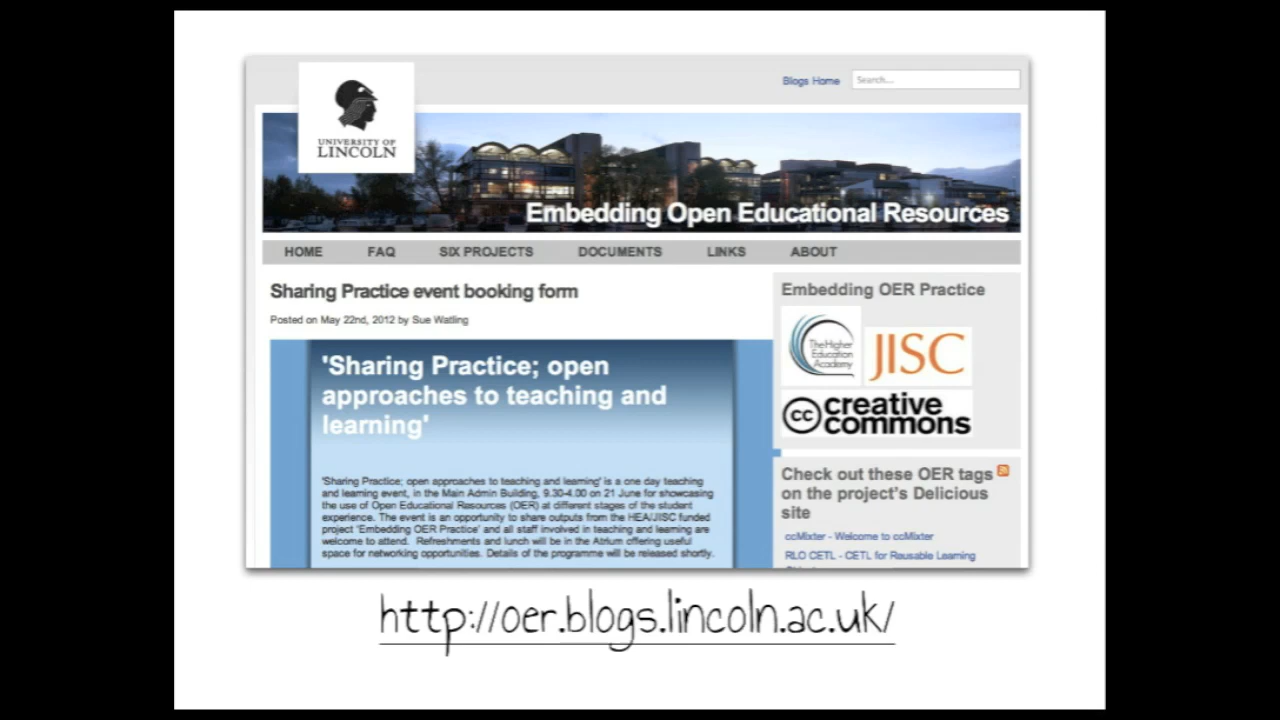 Blogs Home Search...
UNIVERSITY OF
LINCOLN
Embedding Open Educational Resources
HOME FAQ SIX PROJECTS DOCUMENTS LINKS ABOUT
Sharing Practice event booking form
Posted on May 22nd, 2012 by Sue Watling
'Sharing Practice; open
approaches to teaching and
learning'
'Sharing Practice; open approaches to teaching and learning' is a one day teaching
and learning event, in the Main Admin Building, 9.30-4.00 on 21 June for showcasing
the use of Open Educational Resources (OER) at different stages of the student
experience. The event is an opportunity to share outputs from the HEA/JISC funded
project 'Embedding OER Practice' and all staff involved in teaching and learning are
welcome to attend. Refreshments and lunch will be in the Atrium offering useful
space for networking opportunities. Details of the programme will be released shortly.
Embedding OER Practice
The Higher
Education
Academy
JISC
cc creative
commons
Check out these OER tags
on the project's Delicious
site
ccMixter - Welcome to ccMixter
RLO CETL - CETL for Reusable Learning
http://oer.blogs.lincoln.ac.uk/